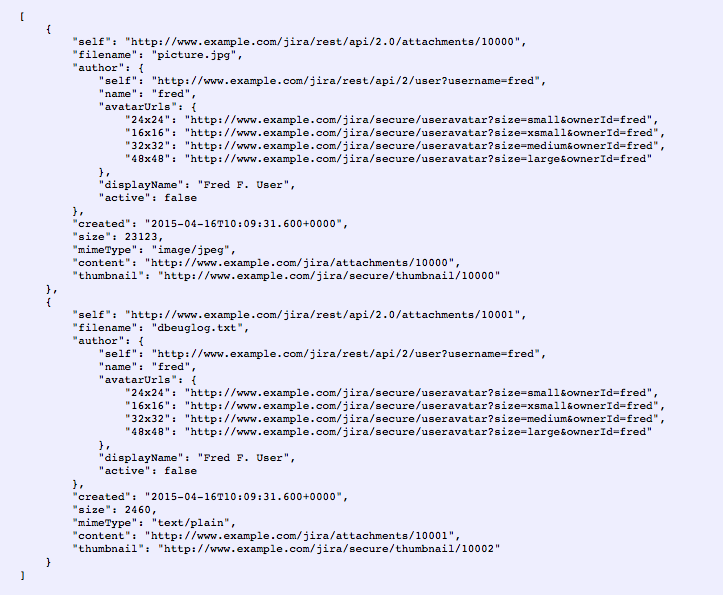 [
    {
        "self": "http://www.example.com/jira/rest/api/2.0/attachments/10000",
        "filename": "picture.jpg",
        "author": {
            "self": "http://www.example.com/jira/rest/api/2/user?username=fred",
            "name": "fred",
            "avatarUrls": {
                "24x24": "http://www.example.com/jira/secure/useravatar?size=small&ownerId=fred",
                "16x16": "http://www.example.com/jira/secure/useravatar?size=xsmall&ownerId=fred",
                "32x32": "http://www.example.com/jira/secure/useravatar?size=medium&ownerId=fred",
                "48x48": "http://www.example.com/jira/secure/useravatar?size=large&ownerId=fred"
            },
            "displayName": "Fred F. User",
            "active": false
        },
        "created": "2015-04-16T10:09:31.600+0000",
        "size": 23123,
        "mimeType": "image/jpeg",
        "content": "http://www.example.com/jira/attachments/10000",
        "thumbnail": "http://www.example.com/jira/secure/thumbnail/10000"
    },
    {
        "self": "http://www.example.com/jira/rest/api/2.0/attachments/10001",
        "filename": "dbeuglog.txt",
        "author": {
            "self": "http://www.example.com/jira/rest/api/2/user?username=fred",
            "name": "fred",
            "avatarUrls": {
                "24x24": "http://www.example.com/jira/secure/useravatar?size=small&ownerId=fred",
                "16x16": "http://www.example.com/jira/secure/useravatar?size=xsmall&ownerId=fred",
                "32x32": "http://www.example.com/jira/secure/useravatar?size=medium&ownerId=fred",
                "48x48": "http://www.example.com/jira/secure/useravatar?size=large&ownerId=fred"
            },
            "displayName": "Fred F. User",
            "active": false
        },
        "created": "2015-04-16T10:09:31.600+0000",
        "size": 2460,
        "mimeType": "text/plain",
        "content": "http://www.example.com/jira/attachments/10001",
        "thumbnail": "http://www.example.com/jira/secure/thumbnail/10002"
    }
]